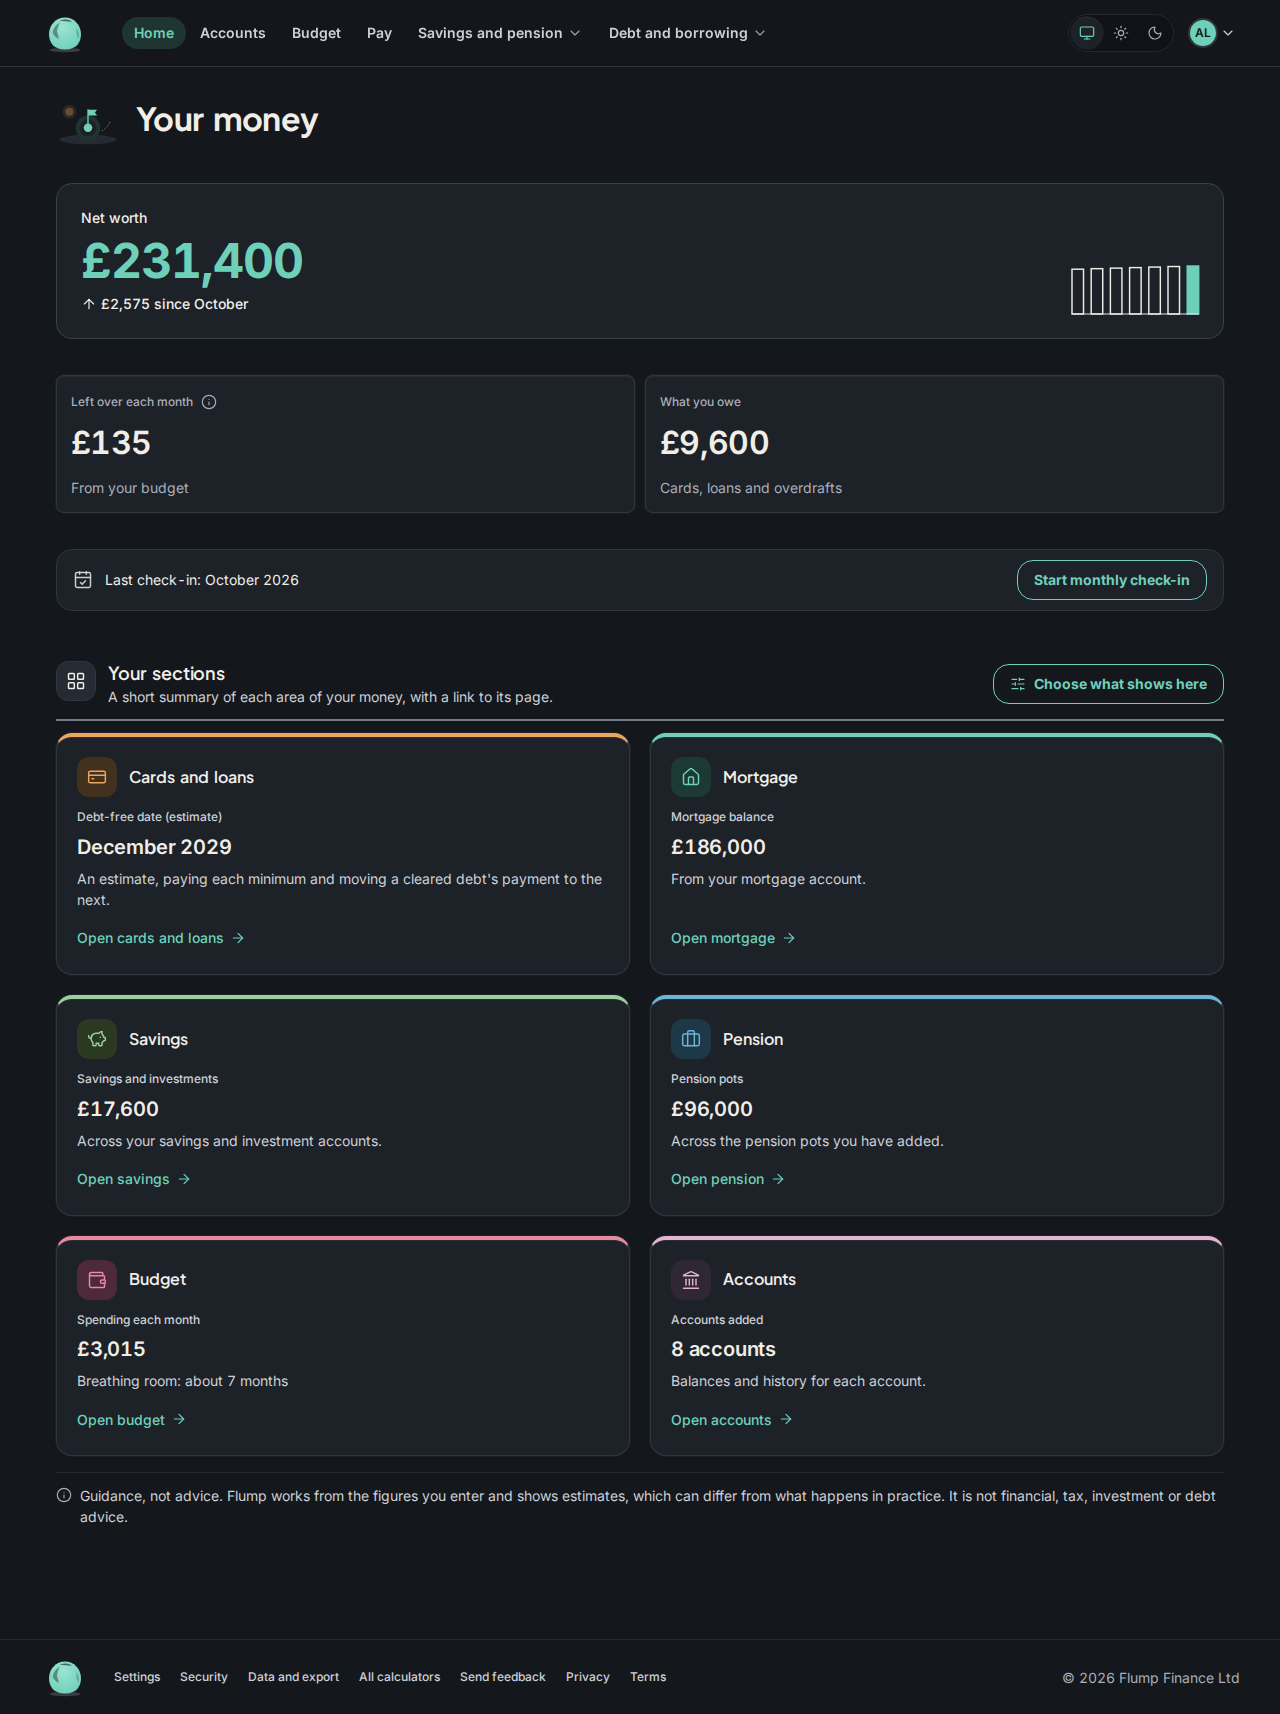 Home Accounts Budget Pay Savings and pension Debt and borrowing AL
Your money
Net worth
£231,400
↑ £2,575 since October
Left over each month
£135
From your budget
What you owe
£9,600
Cards, loans and overdrafts
Last check-in: October 2026
Start monthly check-in
Your sections
A short summary of each area of your money, with a link to its page.
Choose what shows here
Cards and loans
Debt-free date (estimate)
December 2029
An estimate, paying each minimum and moving a cleared debt's payment to the
next.
Open cards and loans →
Mortgage
Mortgage balance
£186,000
From your mortgage account.
Open mortgage →
Savings
Savings and investments
£17,600
Across your savings and investment accounts.
Open savings →
Pension
Pension pots
£96,000
Across the pension pots you have added.
Open pension →
Budget
Spending each month
£3,015
Breathing room: about 7 months
Open budget →
Accounts
Accounts added
8 accounts
Balances and history for each account.
Open accounts →
Guidance, not advice. Flump works from the figures you enter and shows estimates, which can differ from what happens in practice. It is not financial, tax, investment or debt
advice.
Settings Security Data and export All calculators Send feedback Privacy Terms
© 2026 Flump Finance Ltd